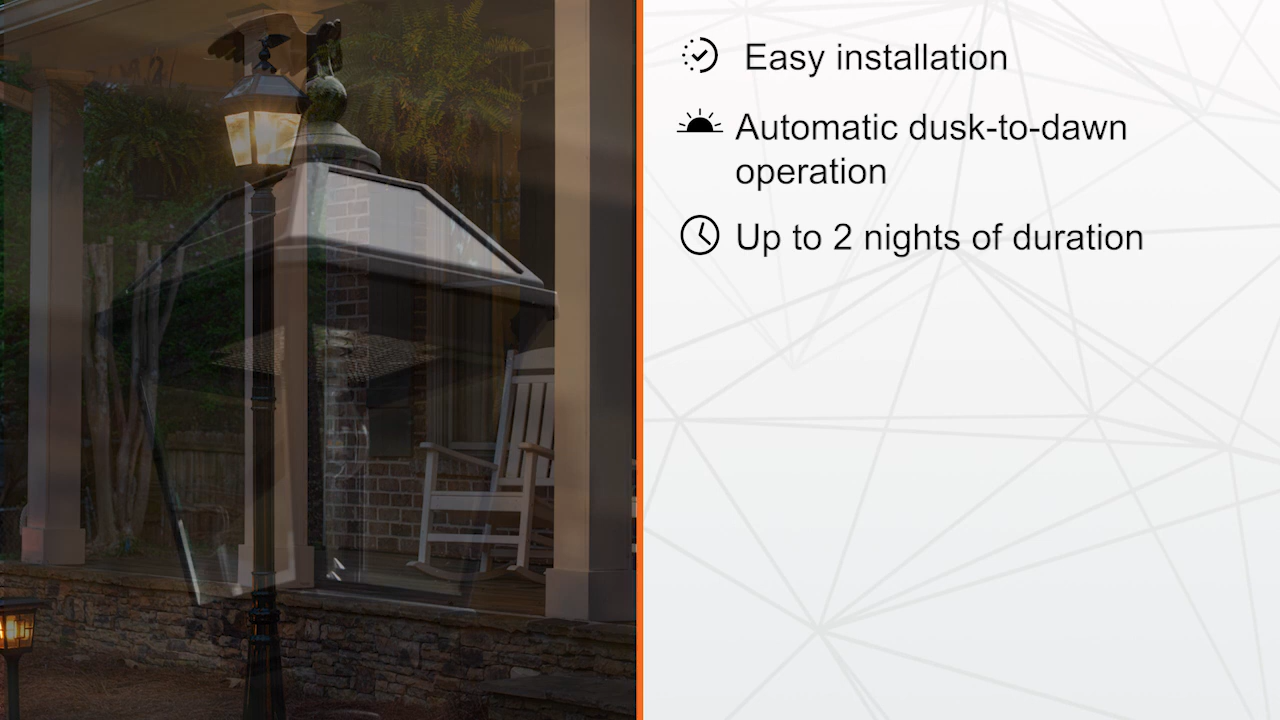 Easy installation
Automatic dusk-to-dawn
operation
Up to 2 nights of duration